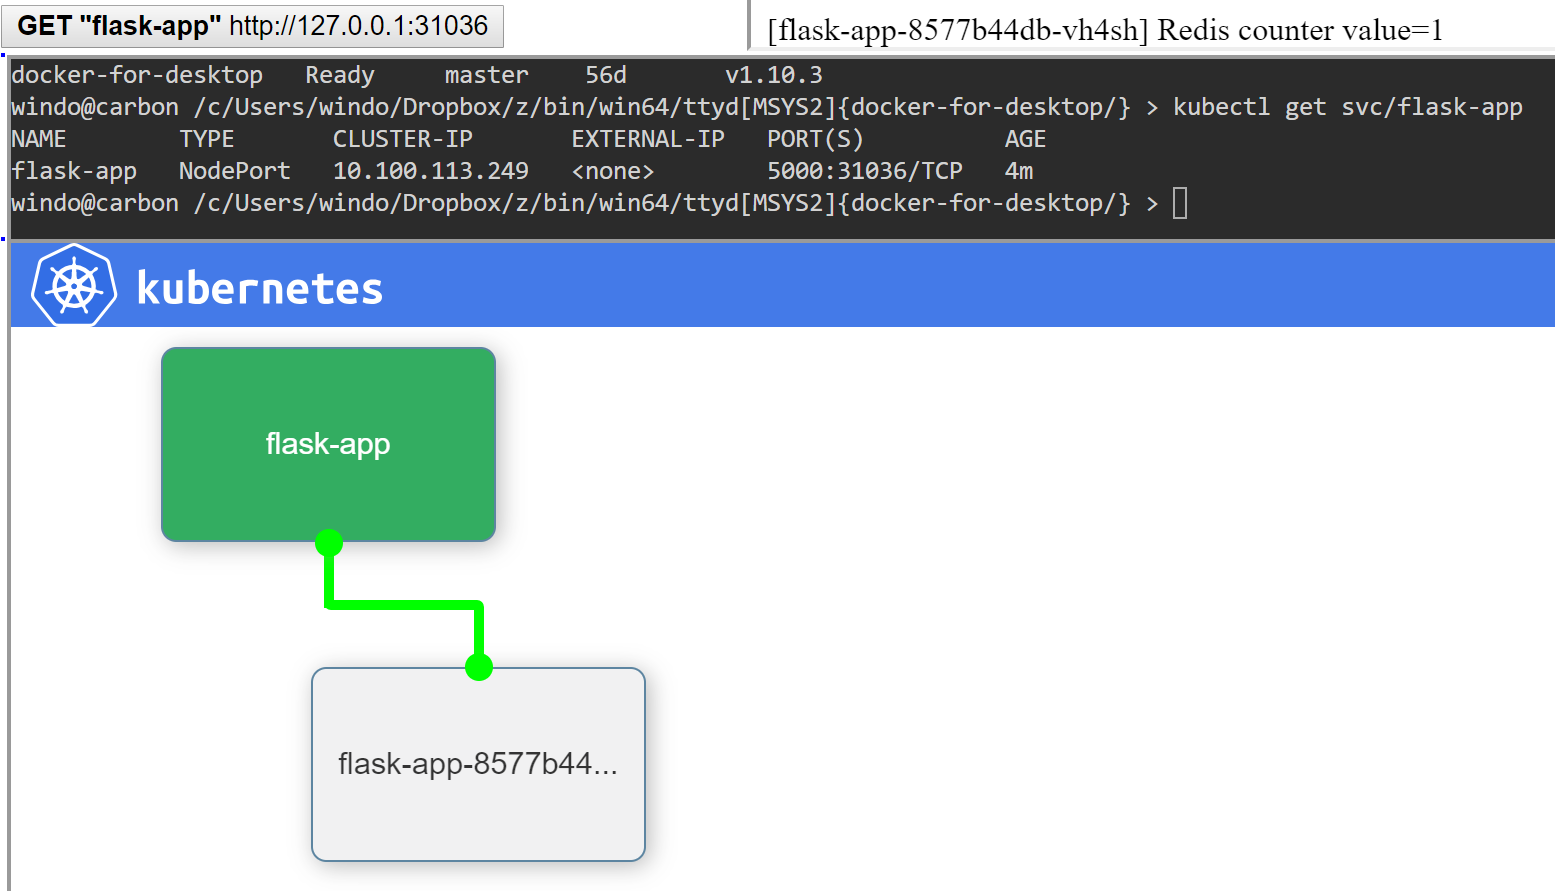 GET "flask-app" http://127.0.0.1:31036
[flask-app-8577b44db-vh4sh] Redis counter value=1
docker-for-desktop   Ready     master    56d       v1.10.3
windo@carbon /c/Users/windo/Dropbox/z/bin/win64/ttyd[MSYS2]{docker-for-desktop/} > kubectl get svc/flask-app
NAME        TYPE       CLUSTER-IP       EXTERNAL-IP   PORT(S)          AGE
flask-app   NodePort   10.100.113.249   <none>        5000:31036/TCP   4m
windo@carbon /c/Users/windo/Dropbox/z/bin/win64/ttyd[MSYS2]{docker-for-desktop/} >
kubernetes
flask-app
flask-app-8577b44...